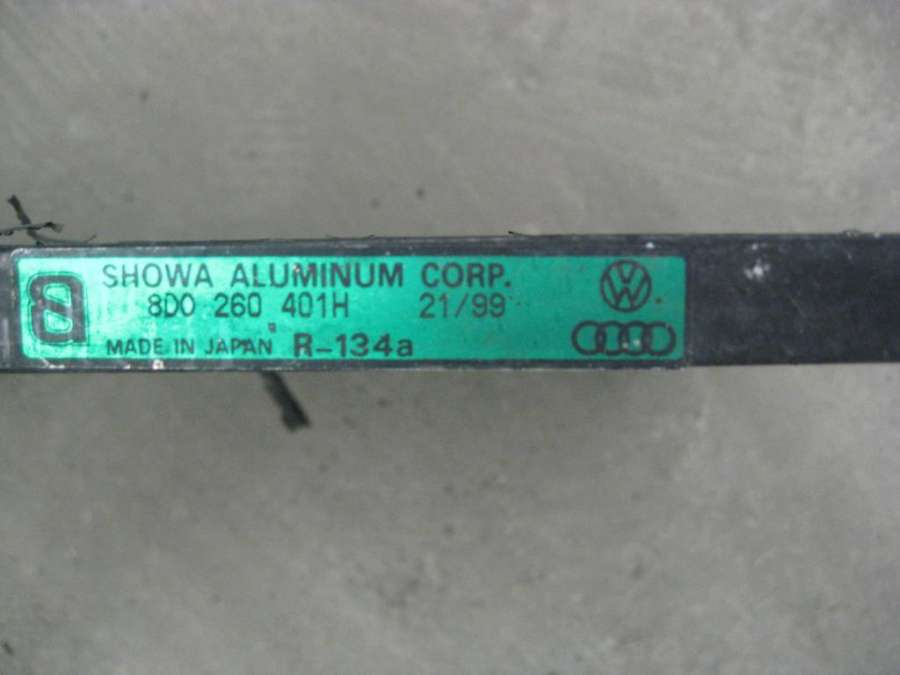 SHOWA ALUMINUM CORP.
8D0 260 401H 21/99
MADE IN JAPAN R-134a